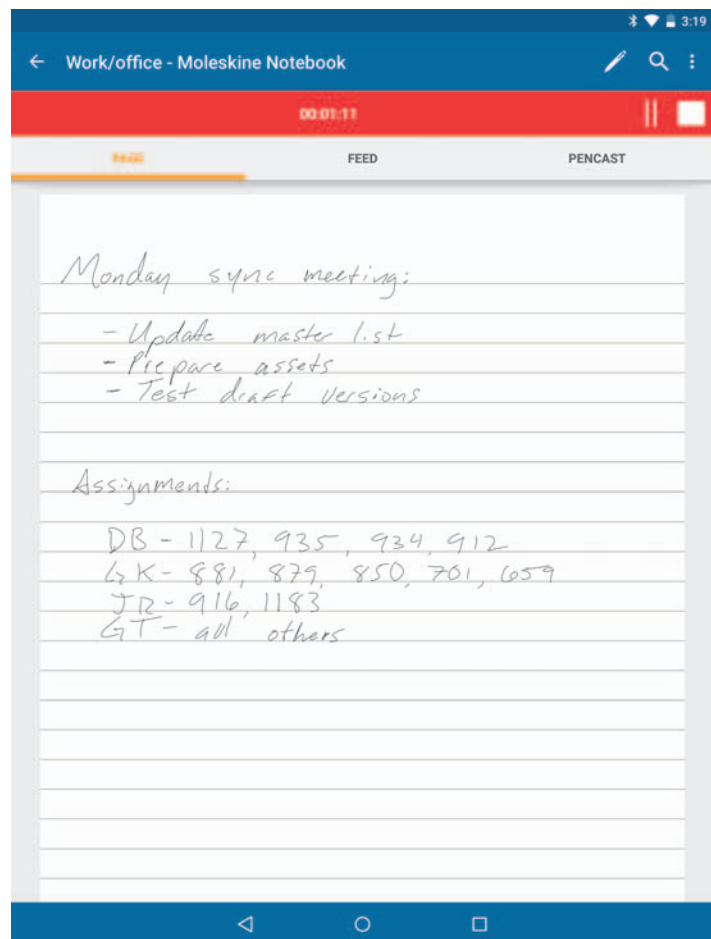 3:19
Work/office - Moleskine Notebook
00:01:11
PAGE FEED PENCAST
Monday sync meeting:
- Update master list
- Prepare assets
- Test draft versions
Assignments:
DB - 1127, 935, 934, 912
GK - 881, 879, 850, 701, 659
JR - 916, 1183
GT - all others